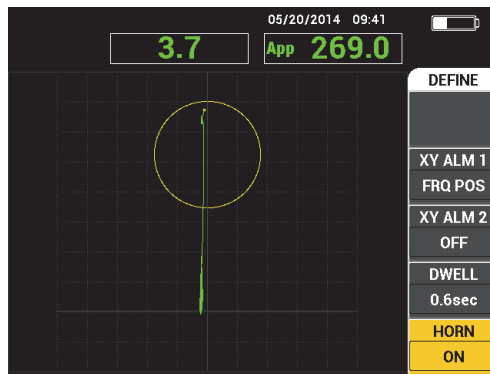 05/20/2014 09:41
3.7
App 269.0
DEFINE
XY ALM 1
FRQ POS
XY ALM 2
OFF
DWELL
0.6sec
HORN
ON